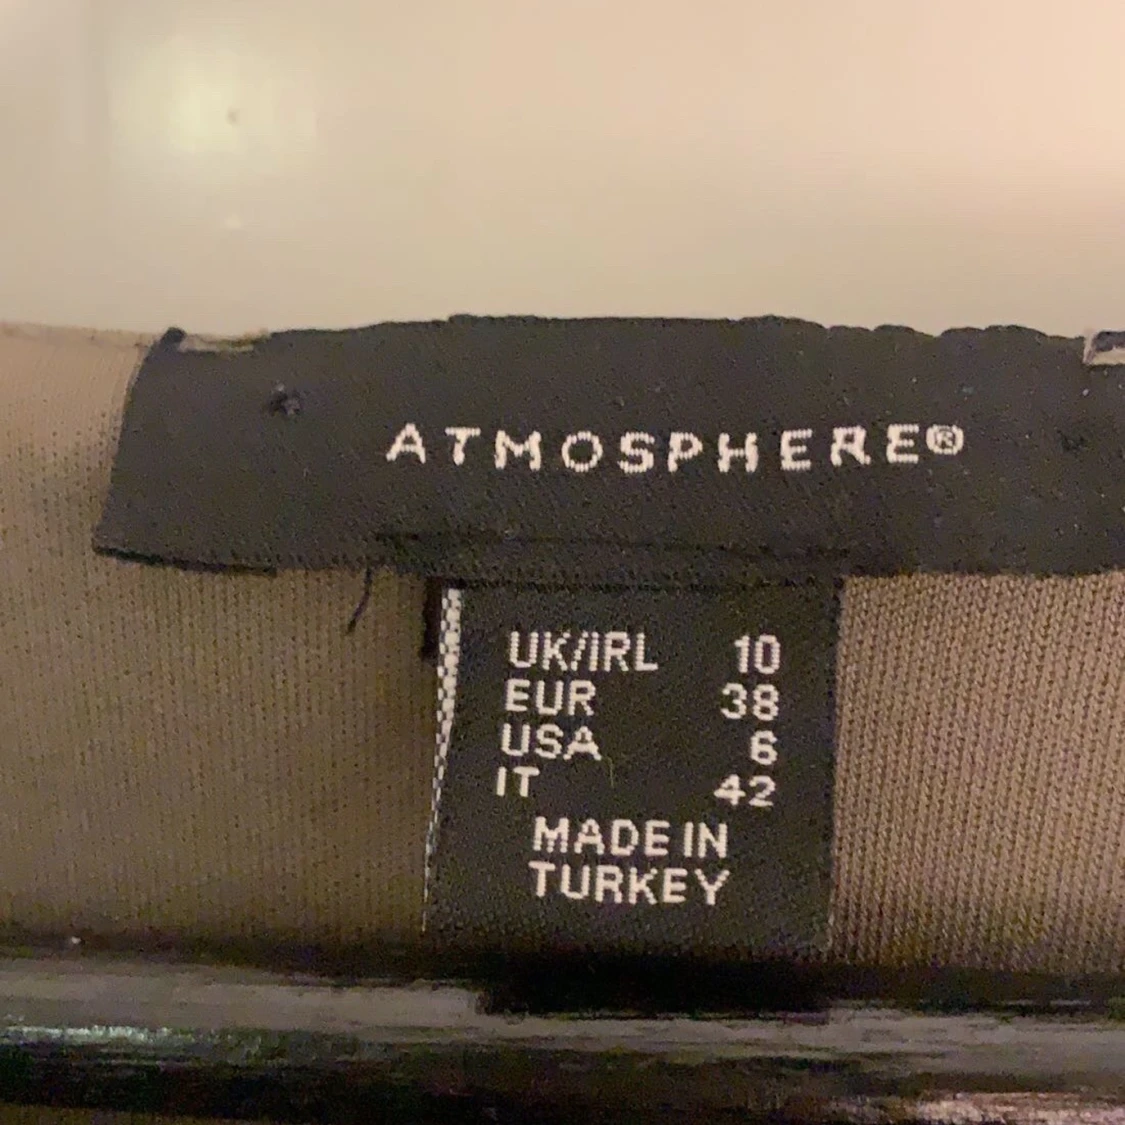 ATMOSPHERE®
UK/IRL 10
EUR 38
USA 6
IT 42
MADE IN
TURKEY